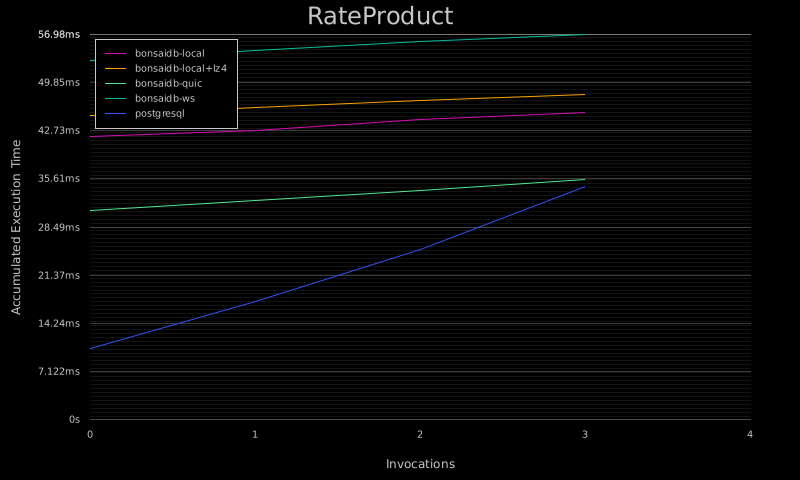 RateProduct
56.98ms
49.85ms
42.73ms
35.61ms
28.49ms
21.37ms
14.24ms
7.122ms
0s
bonsaidb-local
bonsaidb-local+lz4
bonsaidb-quic
bonsaidb-ws
postgresql
Accumulated Execution Time
0 1 2 3 4
Invocations